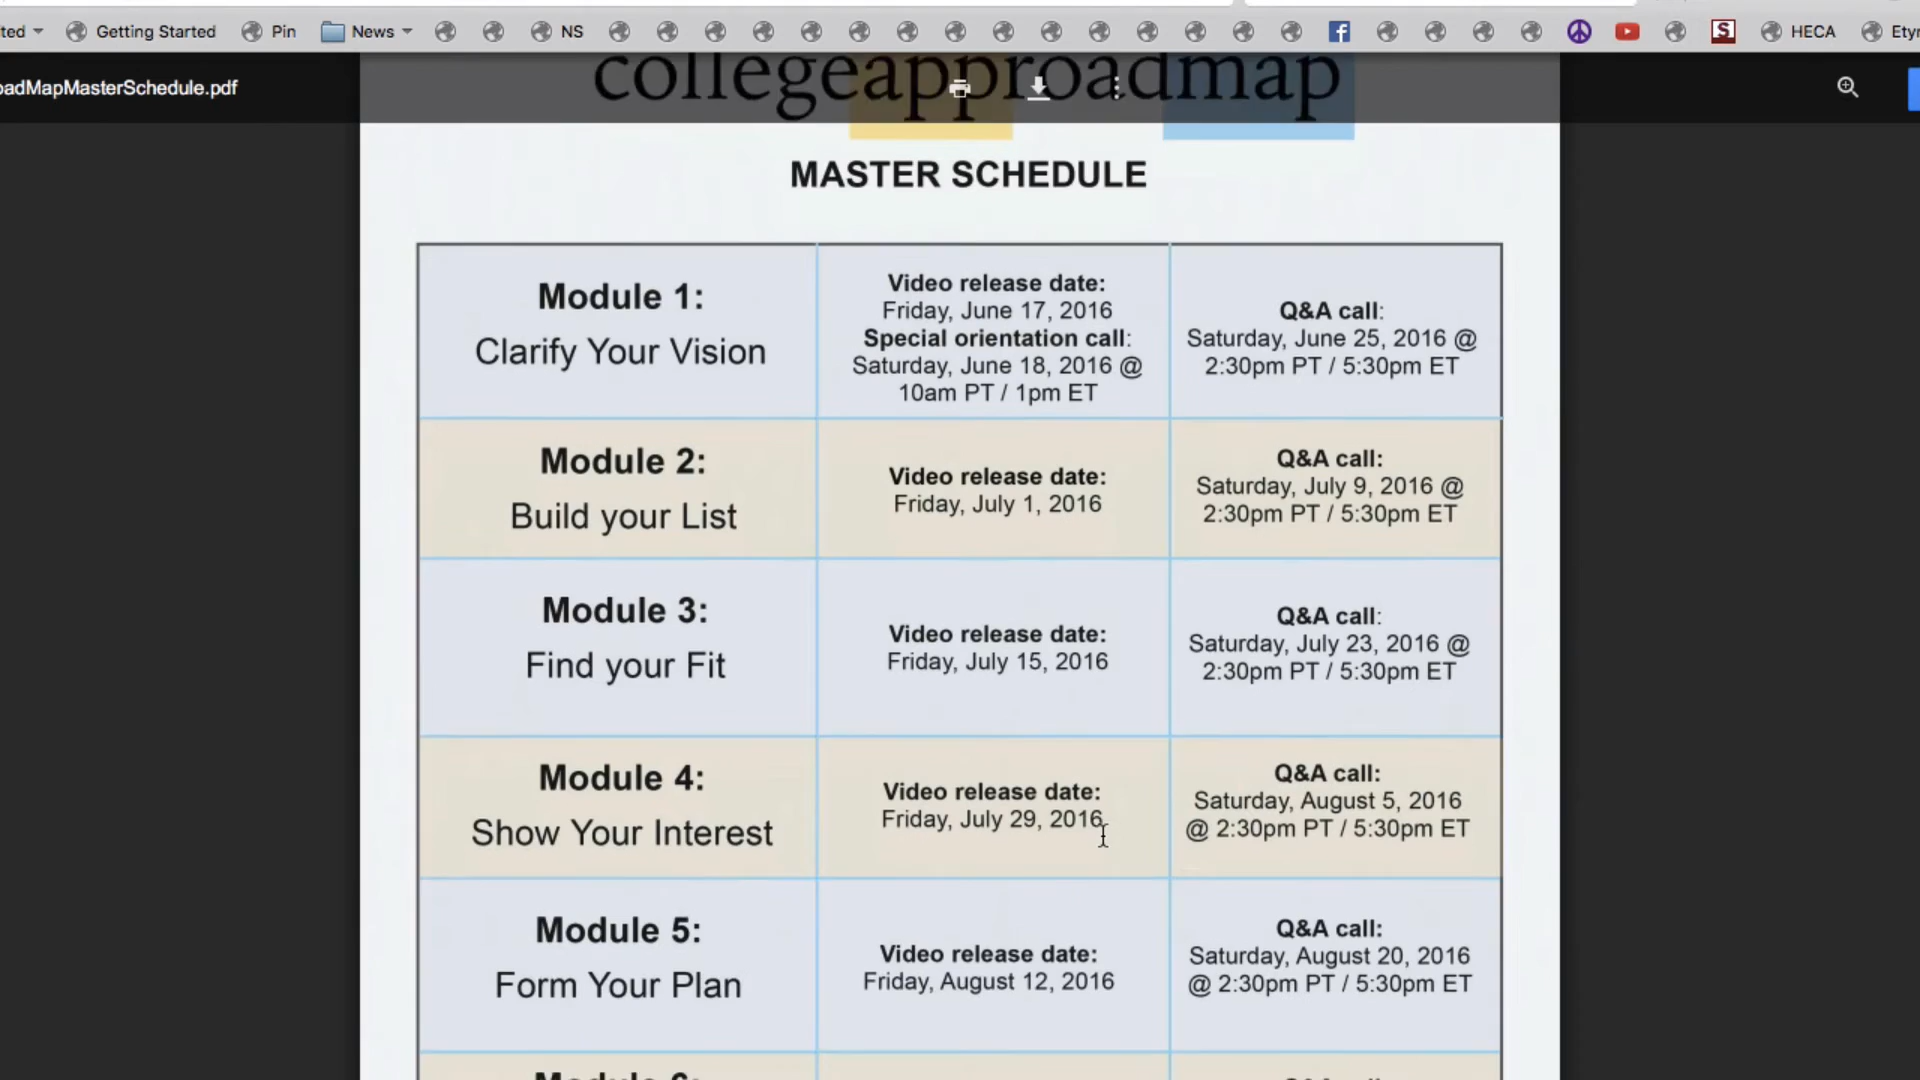 ted
Getting Started
Pin
News
NS
HECA
Ety
oadMapMasterSchedule.pdf
collegeapproadmap
MASTER SCHEDULE
Module 1:
Clarify Your Vision
Video release date:
Friday, June 17, 2016
Special orientation call:
Saturday, June 18, 2016 @
10am PT / 1pm ET
Q&A call:
Saturday, June 25, 2016 @
2:30pm PT / 5:30pm ET
Module 2:
Build your List
Video release date:
Friday, July 1, 2016
Q&A call:
Saturday, July 9, 2016 @
2:30pm PT / 5:30pm ET
Module 3:
Find your Fit
Video release date:
Friday, July 15, 2016
Q&A call:
Saturday, July 23, 2016 @
2:30pm PT / 5:30pm ET
Module 4:
Show Your Interest
Video release date:
Friday, July 29, 2016
Q&A call:
Saturday, August 5, 2016
@ 2:30pm PT / 5:30pm ET
Module 5:
Form Your Plan
Video release date:
Friday, August 12, 2016
Q&A call:
Saturday, August 20, 2016
@ 2:30pm PT / 5:30pm ET
Module 6: